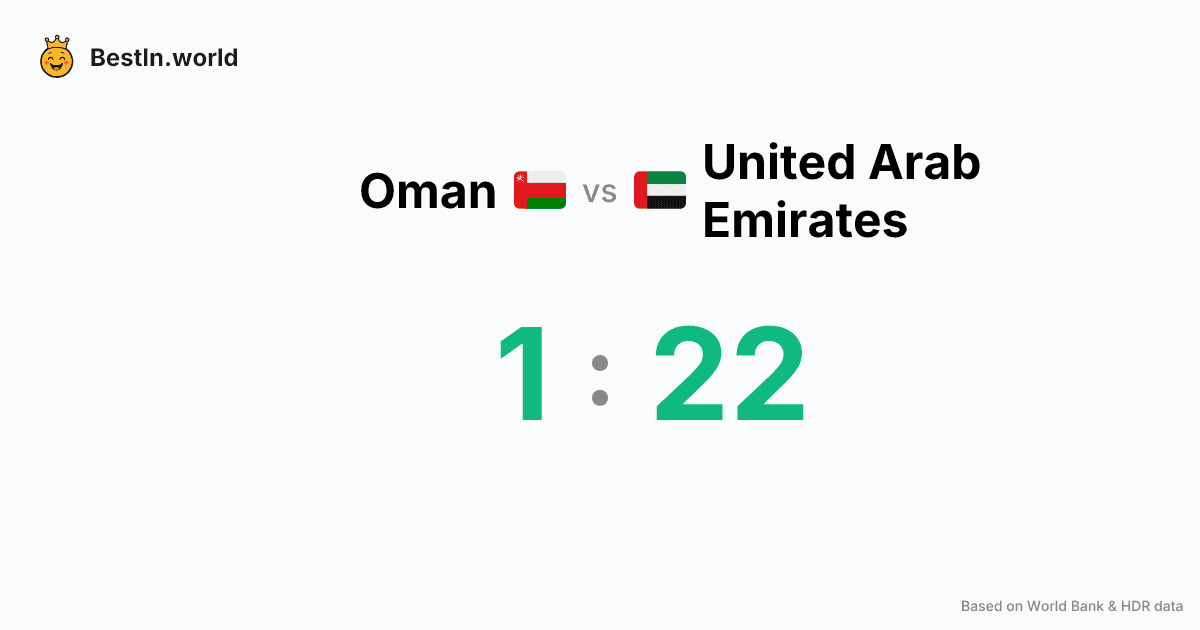 BestIn.world
Oman vs United Arab
Emirates
1 : 22
Based on World Bank & HDR data